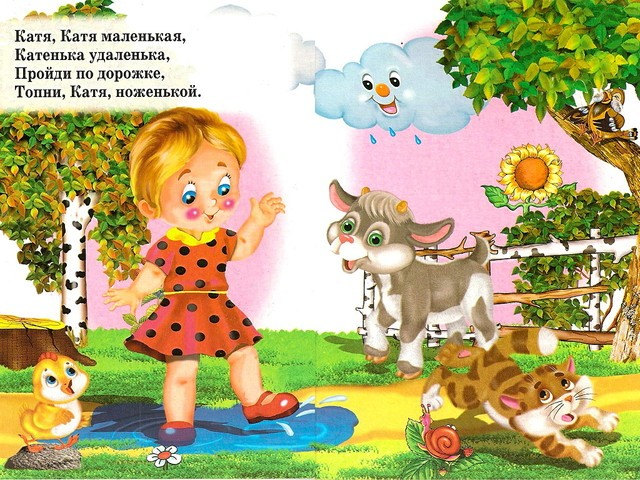 Катя, Катя маленькая,
Катенька удаленька,
Пройди по дорожке,
Топни, Катя, ноженькой.